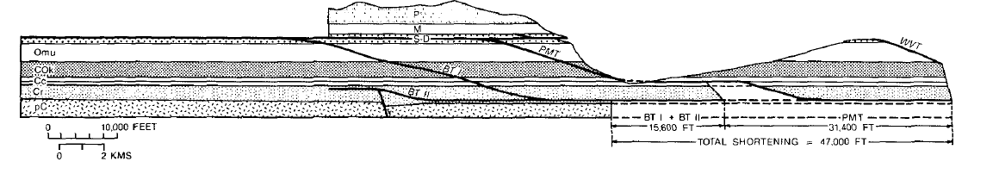 P
M
S-D
Omu
PMT
WVT
COk
BT I
Cc
Cr
BT II
pC
0 10,000 FEET
0 2 KMS
BT I + BT II
PMT
15,600 FT
31,400 FT
TOTAL SHORTENING = 47,000 FT